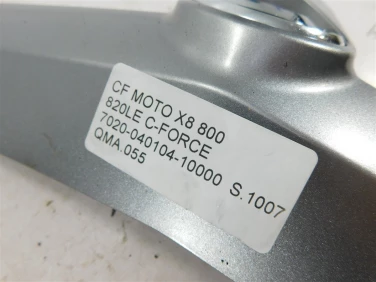 CF MOTO X8 800
820LE C-FORCE
7020-040104-10000 S.1007
QMA.055